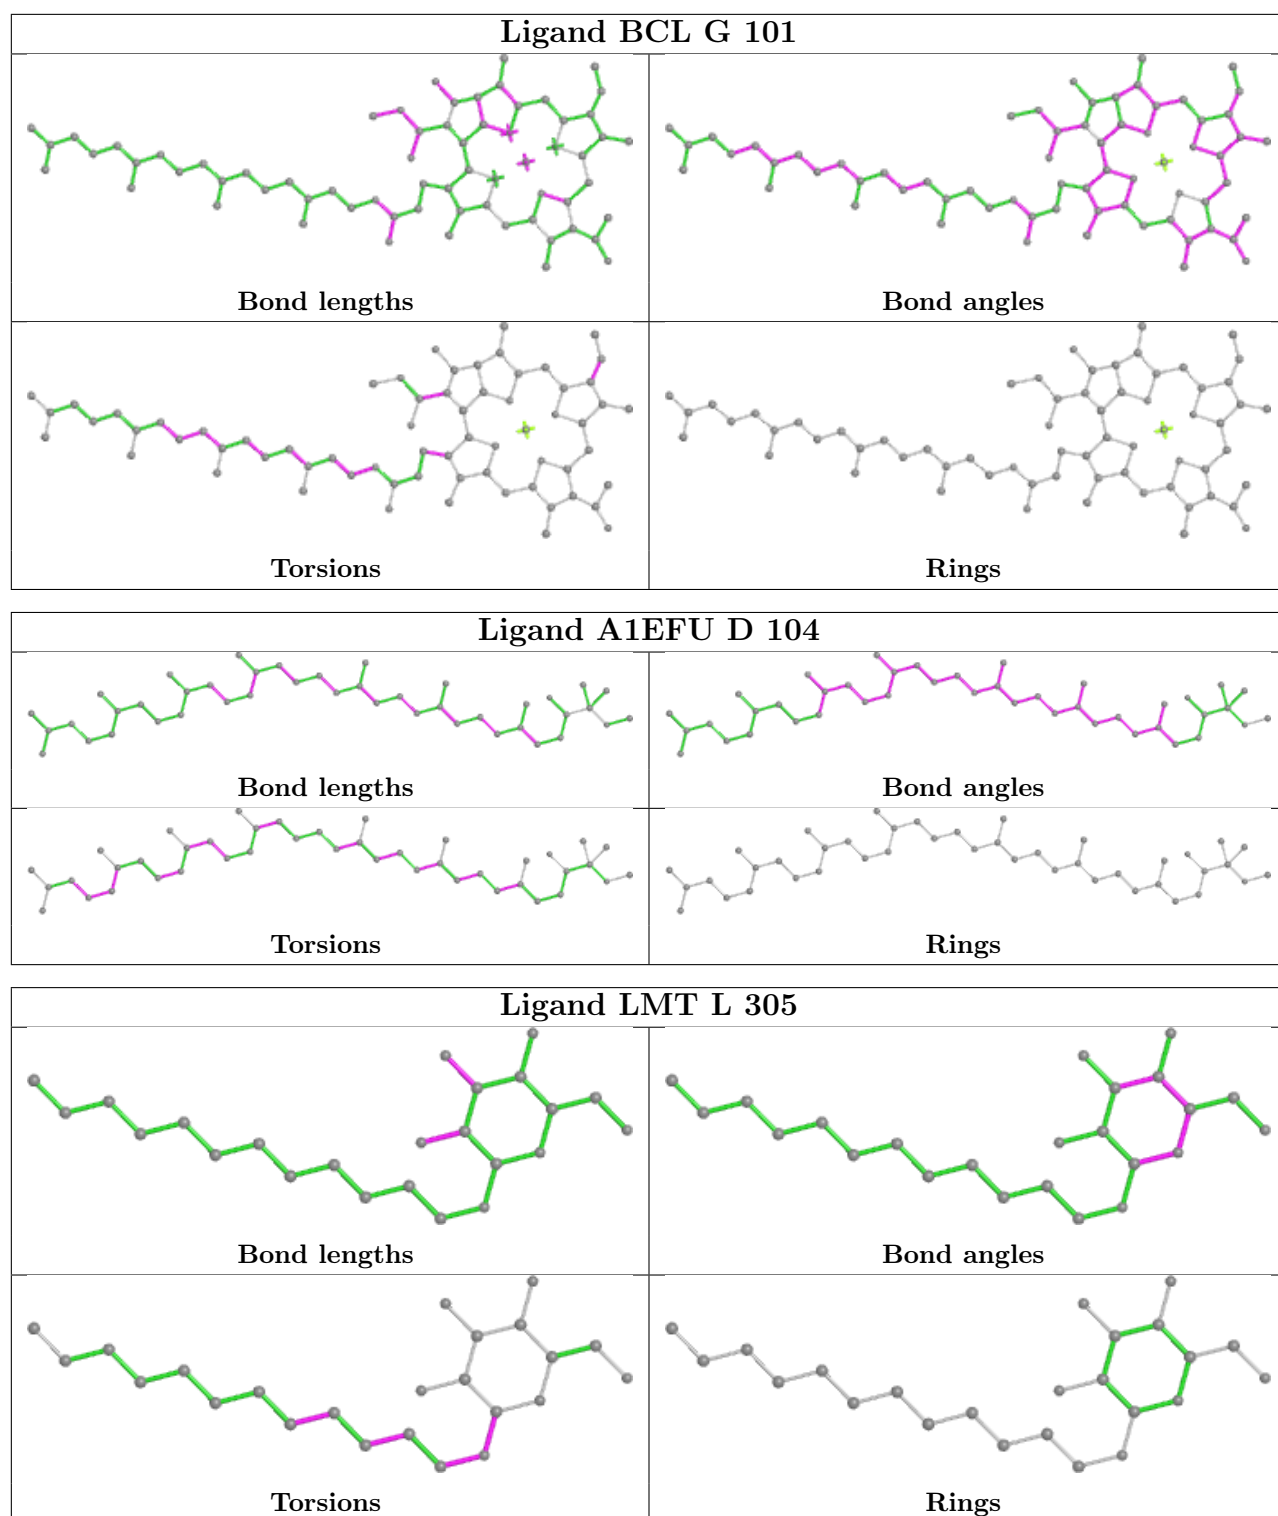 Ligand BCL G 101
Bond lengths
Bond angles
Torsions
Rings
Ligand A1EFU D 104
Bond lengths
Bond angles
Torsions
Rings
Ligand LMT L 305
Bond lengths
Bond angles
Torsions
Rings